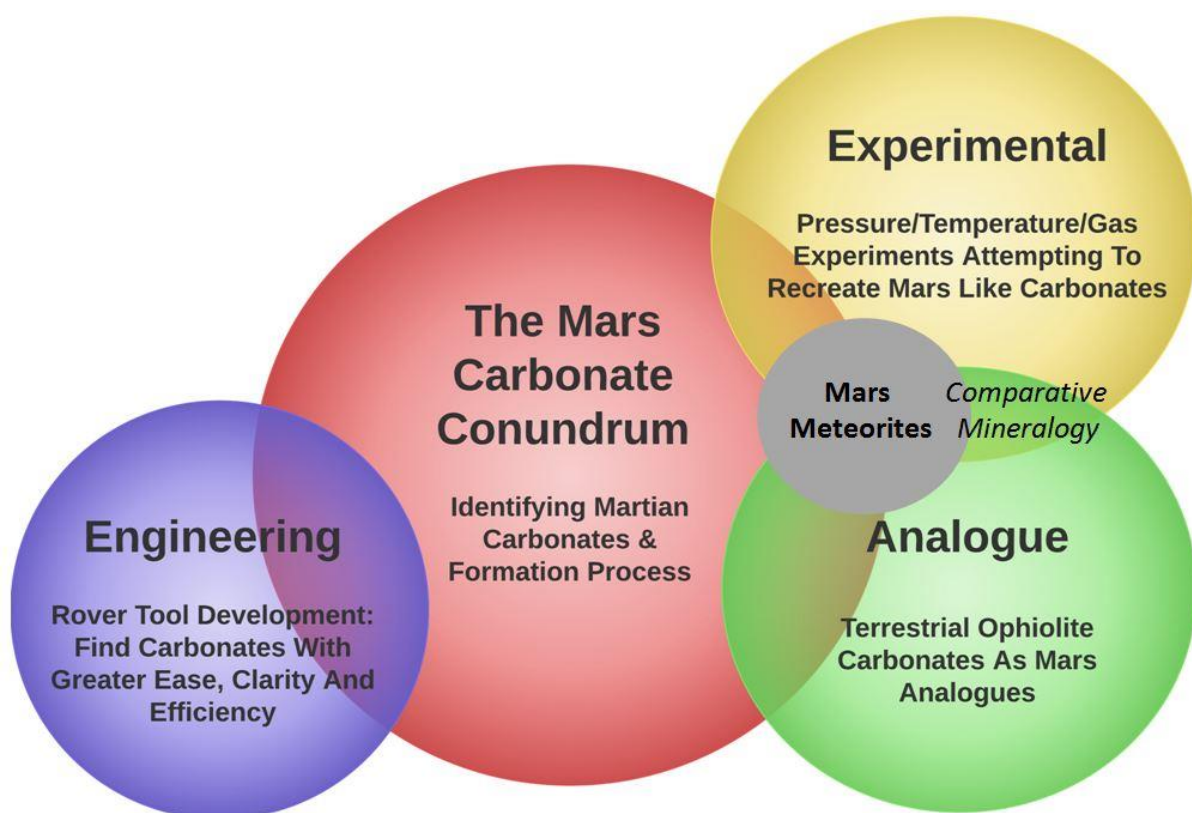 Experimental
Pressure/Temperature/Gas
Experiments Attempting To
Recreate Mars Like Carbonates
The Mars
Carbonate
Conundrum
Identifying Martian
Carbonates &
Formation Process
Mars
Meteorites
Comparative
Mineralogy
Engineering
Rover Tool Development:
Find Carbonates With
Greater Ease, Clarity And
Efficiency
Analogue
Terrestrial Ophiolite
Carbonates As Mars
Analogues